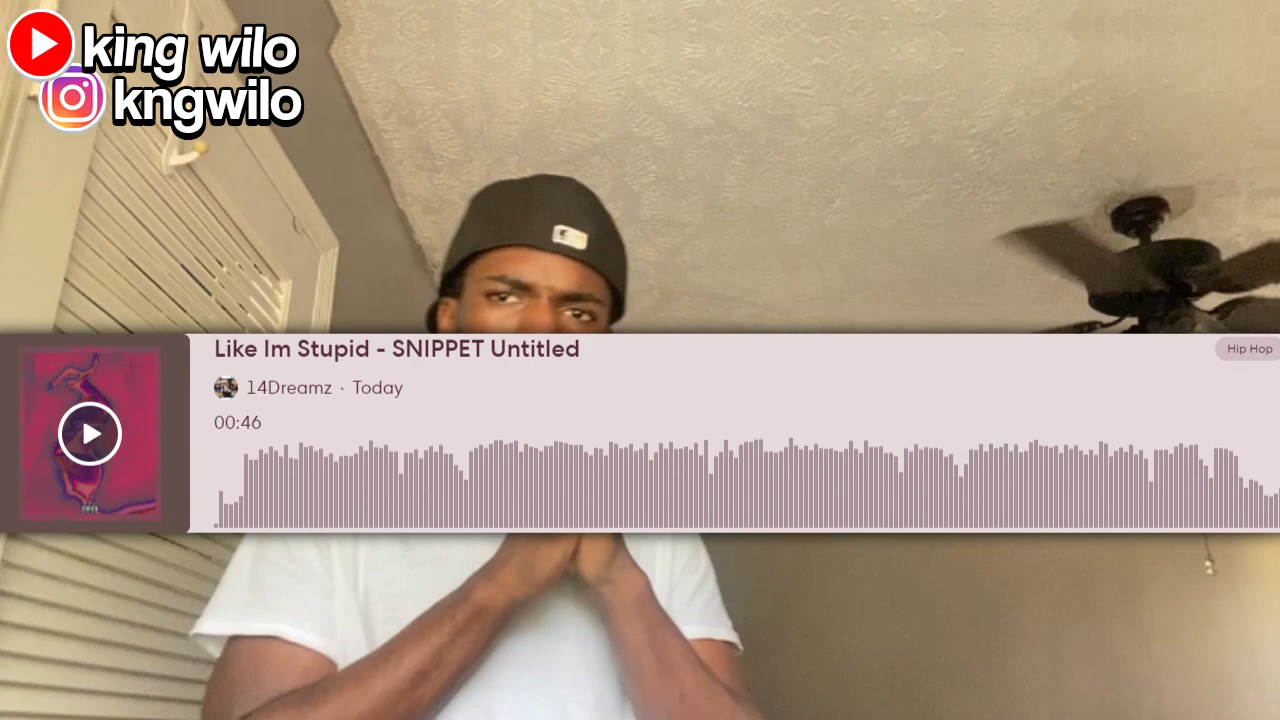 king wilo
kngwilo
Like Im Stupid - SNIPPET Untitled
Hip Hop
14Dreamz · Today
00:46